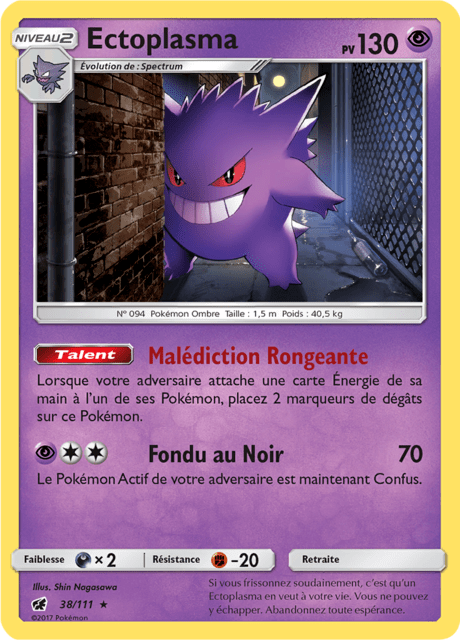 NIVEAU2
Ectoplasma
PV 130
Évolution de : Spectrum
N° 094 Pokémon Ombre Taille : 1,5 m Poids : 40,5 kg
Talent Malédiction Rongeante
Lorsque votre adversaire attache une carte Énergie de sa
main à l'un de ses Pokémon, placez 2 marqueurs de dégâts
sur ce Pokémon.
Fondu au Noir 70
Le Pokémon Actif de votre adversaire est maintenant Confus.
Faiblesse ×2 Résistance -20 Retraite
Illus. Shin Nagasawa
38/111 ★
©2017 Pokémon
Si vous frissonnez soudainement, c'est qu'un
Ectoplasma en veut à votre vie. Vous ne pouvez
y échapper. Abandonnez toute espérance.